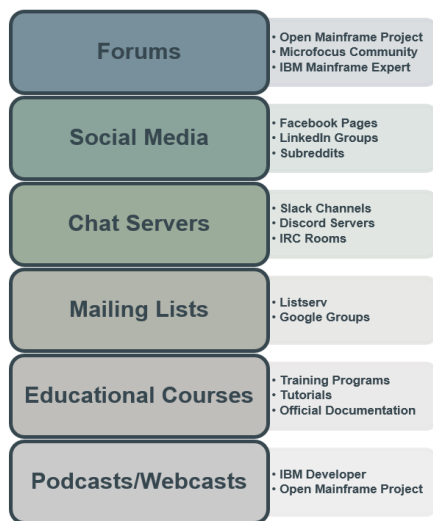 Forums
• Open Mainframe Project
• Microfocus Community
• IBM Mainframe Expert
Social Media
• Facebook Pages
• LinkedIn Groups
• Subreddits
Chat Servers
• Slack Channels
• Discord Servers
• IRC Rooms
Mailing Lists
• Listserv
• Google Groups
Educational Courses
• Training Programs
• Tutorials
• Official Documentation
Podcasts/Webcasts
• IBM Developer
• Open Mainframe Project